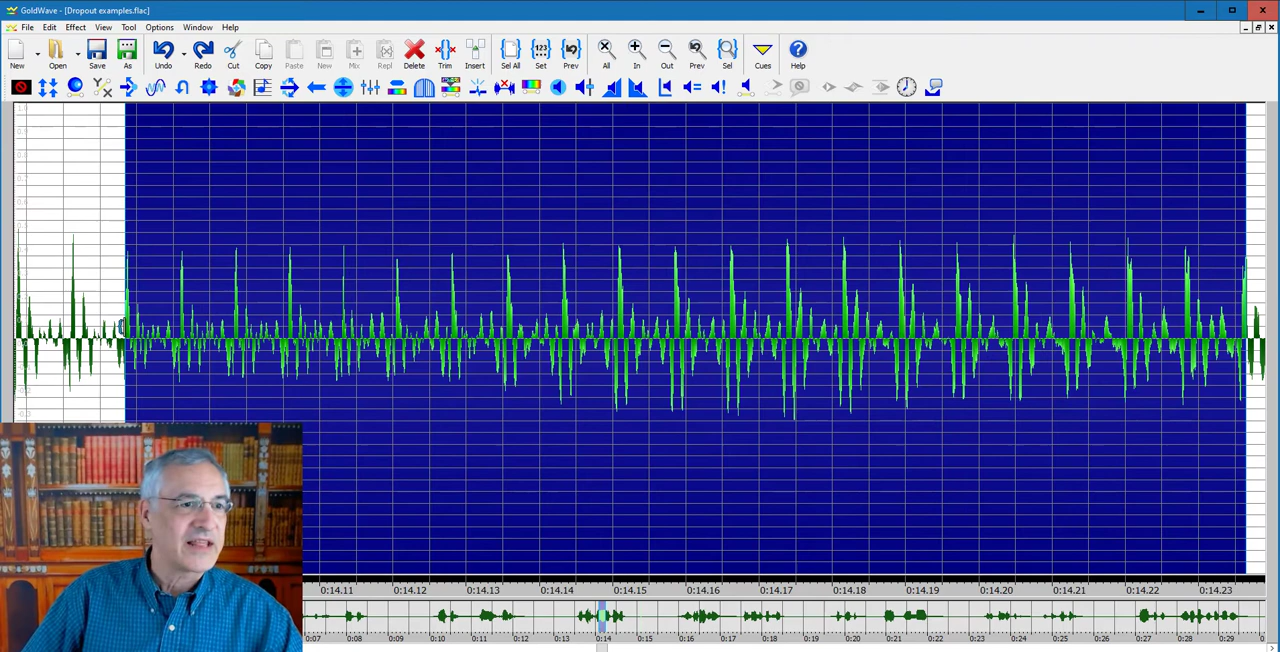 GoldWave - [Dropout examples.flac]
File Edit Effect View Tool Options Window Help
New Open Save As Undo Redo Cut Copy Paste New Mix Repl Delete Trim Insert Sel All Set Prev All In Out Prev Sel Cues Help
0:14.11 0:14.12 0:14.13 0:14.14 0:14.15 0:14.16 0:14.17 0:14.18 0:14.19 0:14.20 0:14.21 0:14.22 0:14.23
0:07 0:08 0:09 0:10 0:11 0:12 0:13 0:14 0:15 0:16 0:17 0:18 0:19 0:20 0:21 0:22 0:23 0:24 0:25 0:26 0:27 0:28 0:29